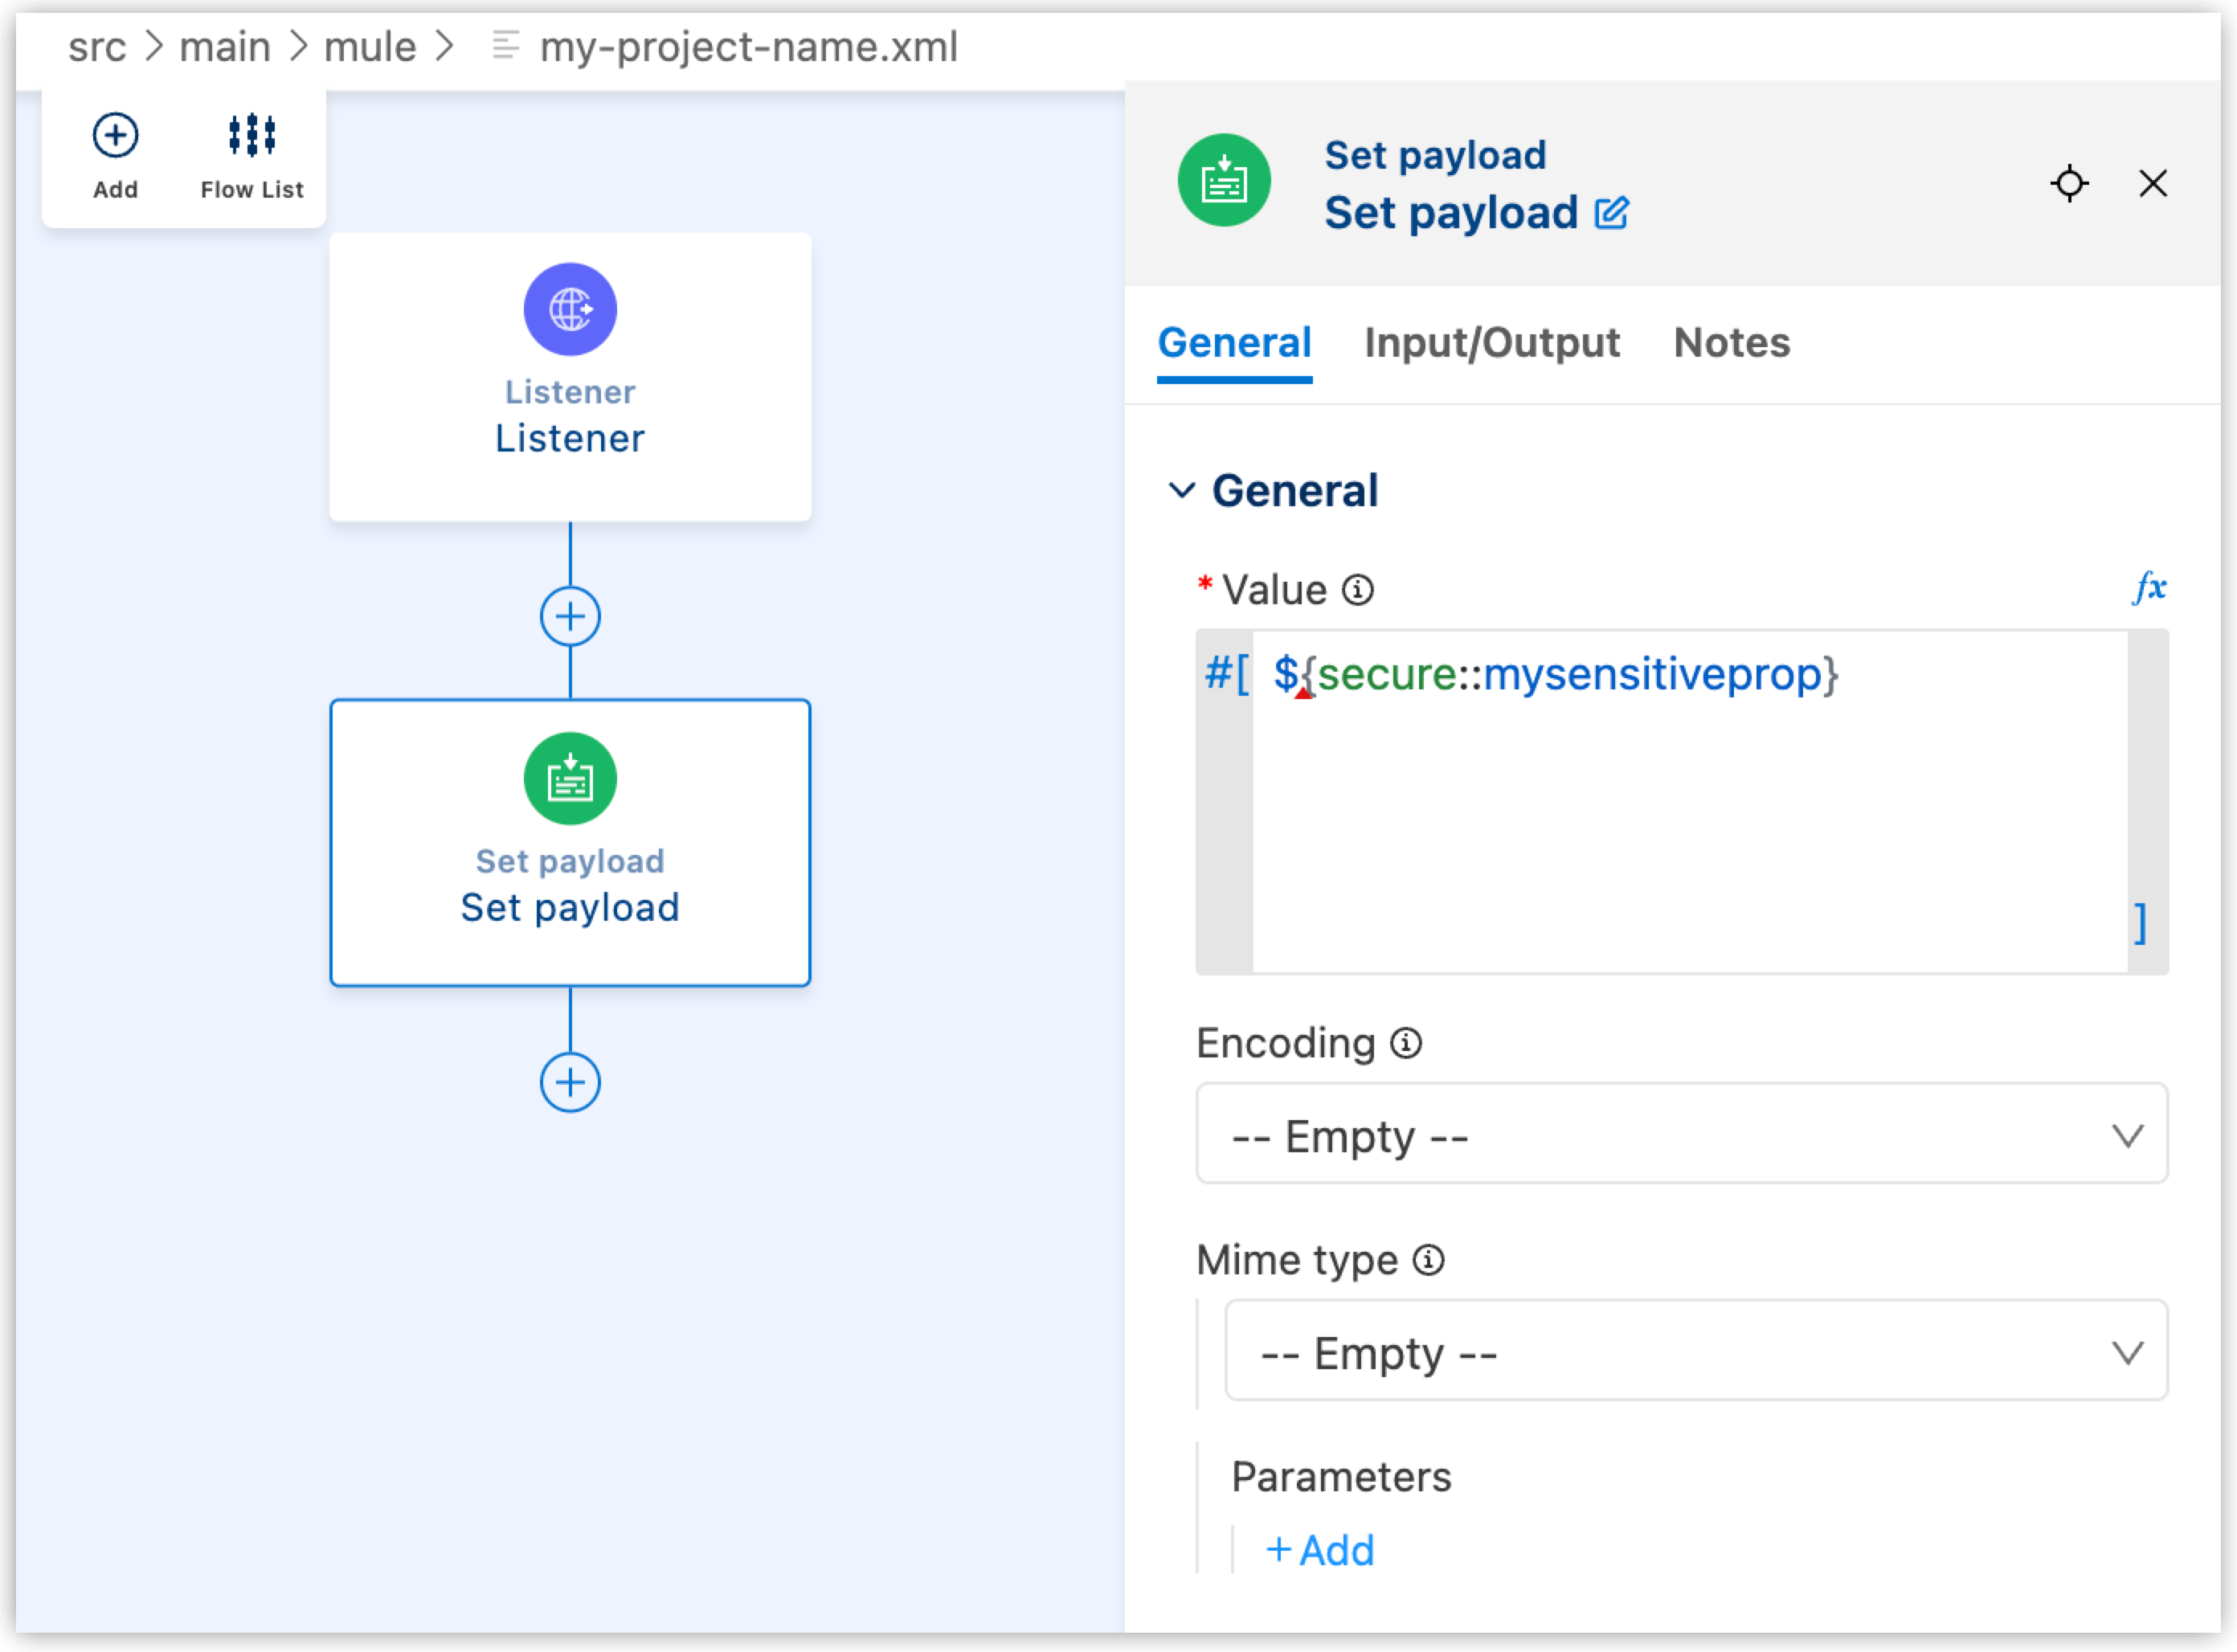 src > main > mule > my-project-name.xml
Add
Flow List
Listener
Listener
Set payload
Set payload
Set payload
Set payload
General Input/Output Notes
General
* Value
fx
#[ ${secure::mysensitiveprop}
]
Encoding
-- Empty --
Mime type
-- Empty --
Parameters
+ Add